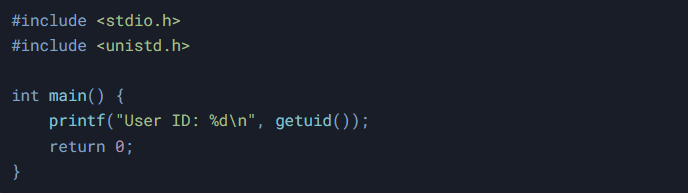 #include <stdio.h>
#include <unistd.h>
int main() {
    printf("User ID: %d\n", getuid());
    return 0;
}